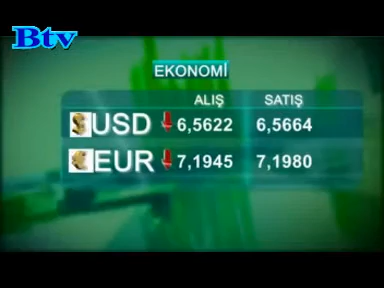 Btv
EKONOMİ
ALIŞ SATIŞ
USD 6,5622 6,5664
EUR 7,1945 7,1980